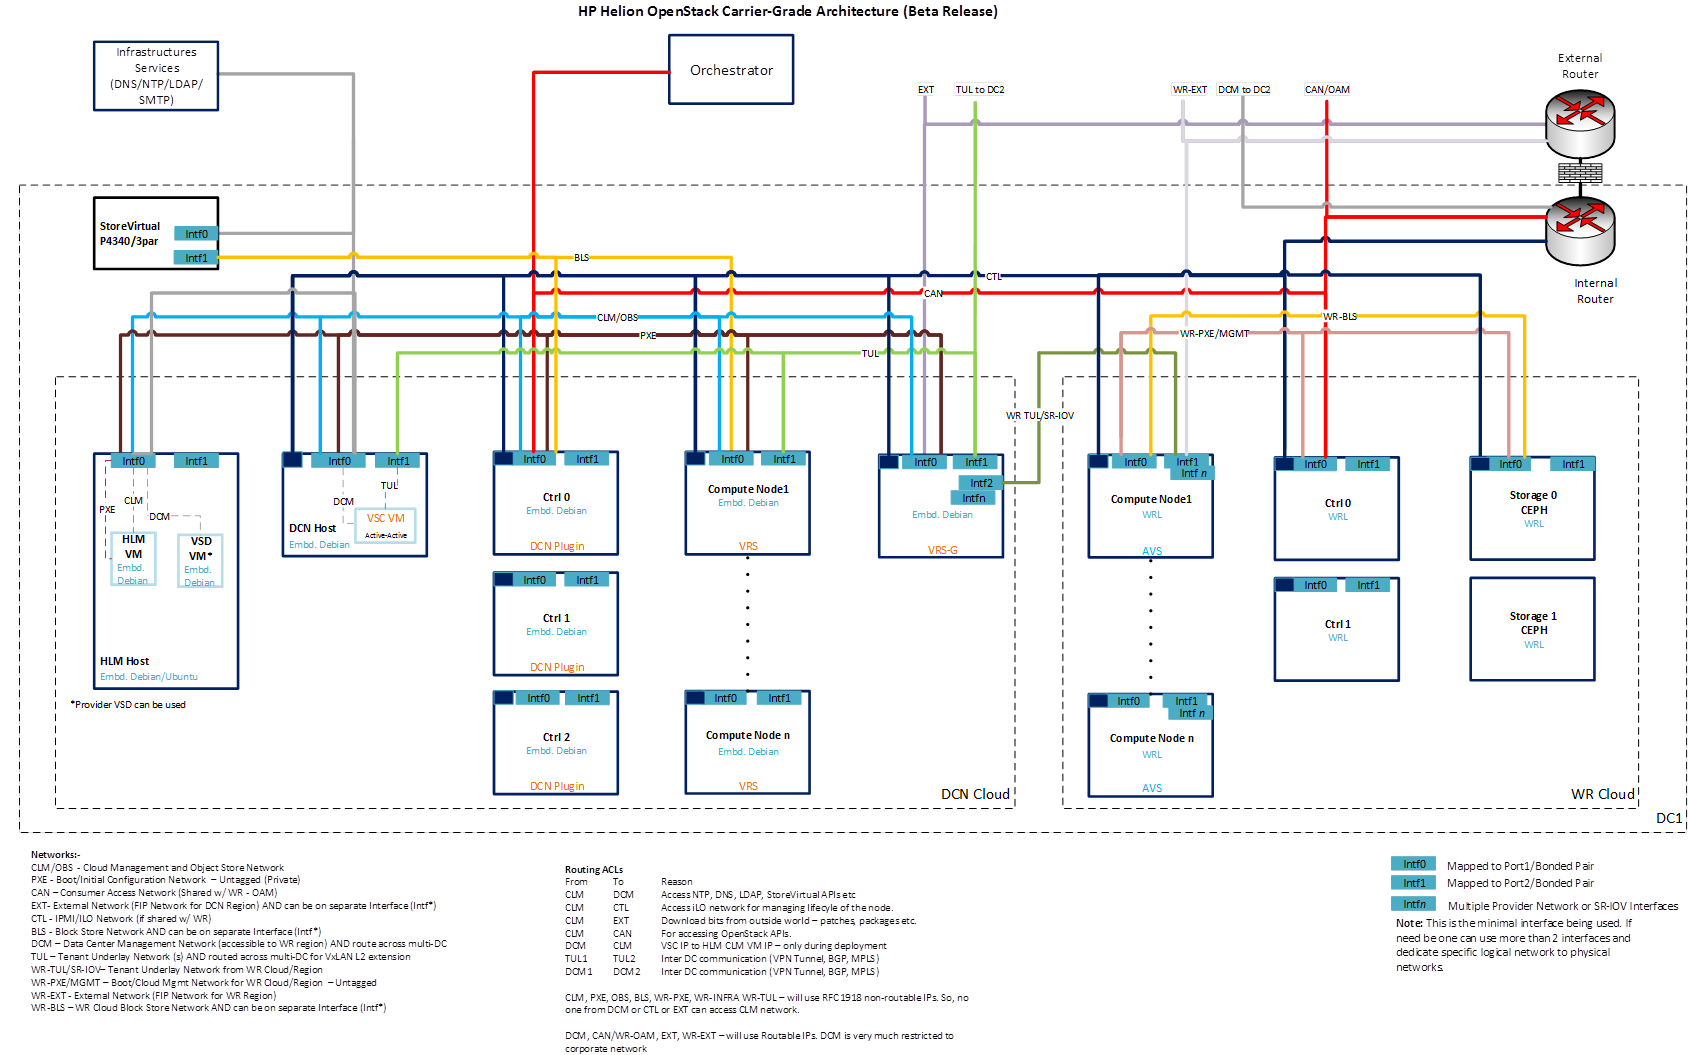 HP Helion OpenStack Carrier-Grade Architecture (Beta Release)
Infrastructures
Services
(DNS/NTP/LDAP/
SMTP)
Orchestrator
EXT
TUL to DC2
WR-EXT
DCM to DC2
CAN/OAM
External
Router
StoreVirtual
P4340/3par
Intf0
Intf1
Internal
Router
BLS
CTL
CAN
CLM/OBS
PXE
TUL
WR-BLS
WR-PXE/MGMT
WR TUL/SR-IOV
Intf0
Intf1
PXE
CLM
DCM
HLM
VM
Embd.
Debian
VSD
VM*
Embd.
Debian
HLM Host
Embd. Debian/Ubuntu
*Provider VSD can be used
Intf0
Intf1
TUL
DCM
VSC VM
Active-Active
DCN Host
Embd. Debian
Intf0
Intf1
Ctrl 0
Embd. Debian
DCN Plugin
Intf0
Intf1
Ctrl 1
Embd. Debian
DCN Plugin
Intf0
Intf1
Ctrl 2
Embd. Debian
DCN Plugin
Intf0
Intf1
Compute Node1
Embd. Debian
VRS
Intf0
Intf1
Compute Node n
Embd. Debian
VRS
Intf0
Intf1
Intf2
Intfn
Embd. Debian
VRS-G
DCN Cloud
Intf0
Intf1
Intf n
Compute Node1
WRL
AVS
Intf0
Intf1
Intf n
Compute Node n
WRL
AVS
Intf0
Intf1
Ctrl 0
WRL
Intf0
Intf1
Ctrl 1
WRL
Intf0
Intf1
Storage 0
CEPH
WRL
Storage 1
CEPH
WRL
WR Cloud
DC1
Networks:-
CLM/OBS - Cloud Management and Object Store Network
PXE - Boot/Initial Configuration Network – Untagged (Private)
CAN – Consumer Access Network (Shared w/ WR - OAM)
EXT- External Network (FIP Network for DCN Region) AND can be on separate Interface (Intf*)
CTL - IPMI/ILO Network (if shared w/ WR)
BLS - Block Store Network AND can be on separate Interface (Intf*)
DCM – Data Center Management Network (accessible to WR region) AND route across multi-DC
TUL – Tenant Underlay Network (s) AND routed across multi-DC for VxLAN L2 extension
WR-TUL/SR-IOV– Tenant Underlay Network from WR Cloud/Region
WR-PXE/MGMT – Boot/Cloud Mgmt Network for WR Cloud/Region – Untagged
WR-EXT - External Network (FIP Network for WR Region)
WR-BLS – WR Cloud Block Store Network AND can be on separate Interface (Intf*)
Routing ACLs
From To Reason
CLM DCM Access NTP, DNS, LDAP, StoreVirtual APIs etc
CLM CTL Access iLO network for managing lifecyle of the node.
CLM EXT Download bits from outside world – patches, packages etc.
CLM CAN For accessing OpenStack APIs.
DCM CLM VSC IP to HLM CLM VM IP – only during deployment
TUL1 TUL2 Inter DC communication (VPN Tunnel, BGP, MPLS)
DCM1 DCM2 Inter DC communication (VPN Tunnel, BGP, MPLS)
CLM, PXE, OBS, BLS, WR-PXE, WR-INFRA WR-TUL – will use RFC1918 non-routable IPs. So, no
one from DCM or CTL or EXT can access CLM network.
DCM, CAN/WR-OAM, EXT, WR-EXT – will use Routable IPs. DCM is very much restricted to
corporate network
Intf0 Mapped to Port1/Bonded Pair
Intf1 Mapped to Port2/Bonded Pair
Intfn Multiple Provider Network or SR-IOV Interfaces
Note: This is the minimal interface being used. If
need be one can use more than 2 interfaces and
dedicate specific logical network to physical
networks.